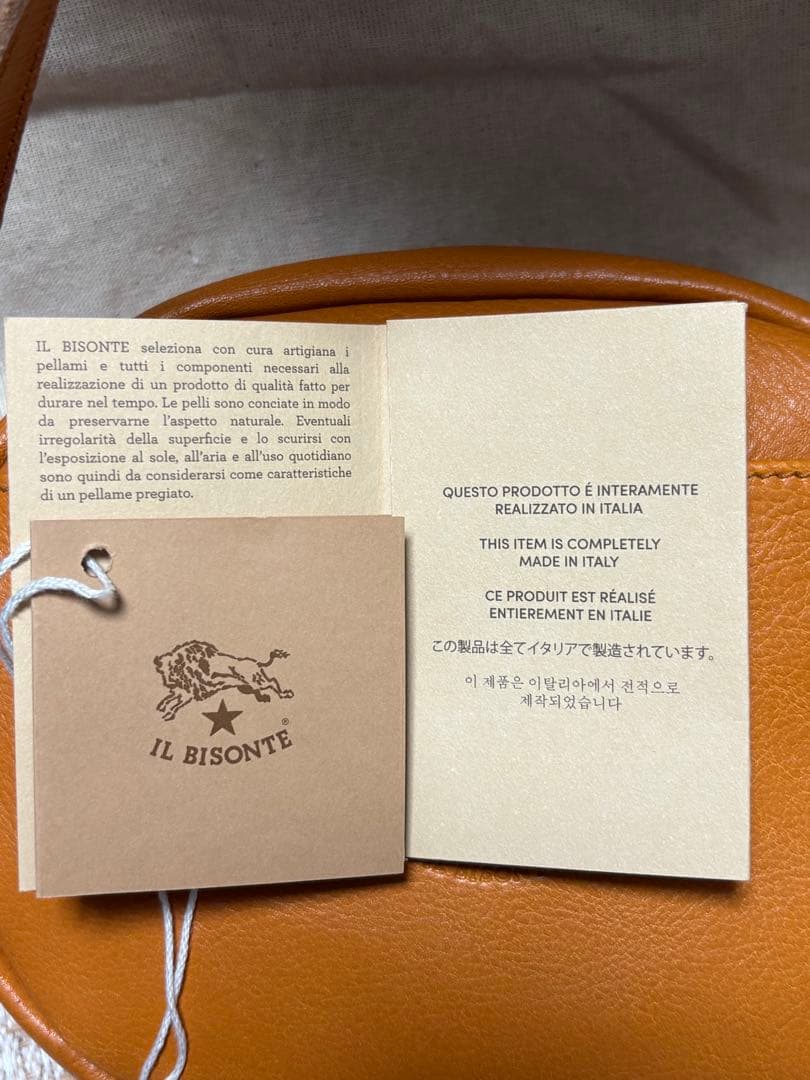 IL BISONTE seleziona con cura artigiana i
pellami e tutti i componenti necessari alla
realizzazione di un prodotto di qualità fatto per
durare nel tempo. Le pelli sono conciate in modo
da preservarne l'aspetto naturale. Eventuali
irregolarità della superficie e lo scurirsi con
l'esposizione al sole, all'aria e all'uso quotidiano
sono quindi da considerarsi come caratteristiche
di un pellame pregiato.
IL BISONTE®
QUESTO PRODOTTO É INTERAMENTE
REALIZZATO IN ITALIA
THIS ITEM IS COMPLETELY
MADE IN ITALY
CE PRODUIT EST RÉALISÉ
ENTIEREMENT EN ITALIE
この製品は全てイタリアで製造されています。
이 제품은 이탈리아에서 전적으로
제작되었습니다